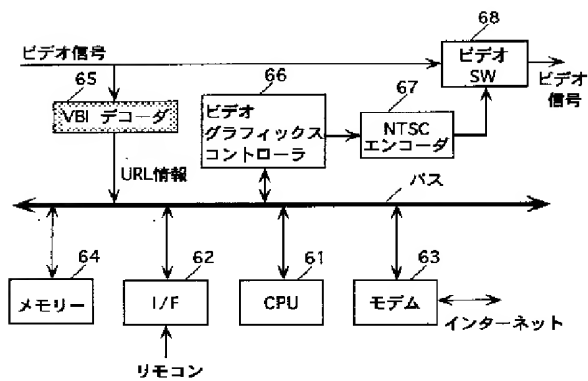 ビデオ信号
65
VBI デコーダ
URL情報
66
ビデオ
グラフィックス
コントローラ
67
NTSC
エンコーダ
68
ビデオ
SW
ビデオ
信号
バス
64
メモリー
62
I/F
リモコン
61
CPU
63
モデム
インターネット